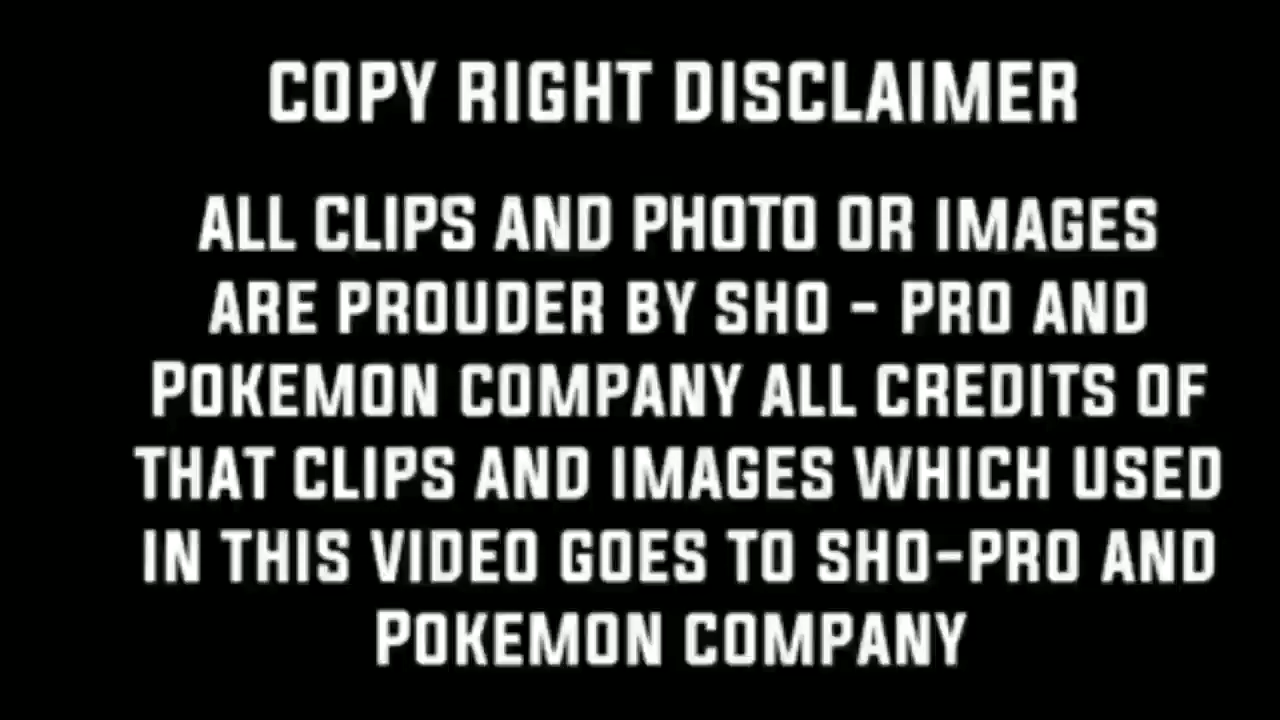 COPY RIGHT DISCLAIMER
ALL CLIPS AND PHOTO OR IMAGES
ARE PROUDER BY SHO - PRO AND
POKEMON COMPANY ALL CREDITS OF
THAT CLIPS AND IMAGES WHICH USED
IN THIS VIDEO GOES TO SHO-PRO AND
POKEMON COMPANY